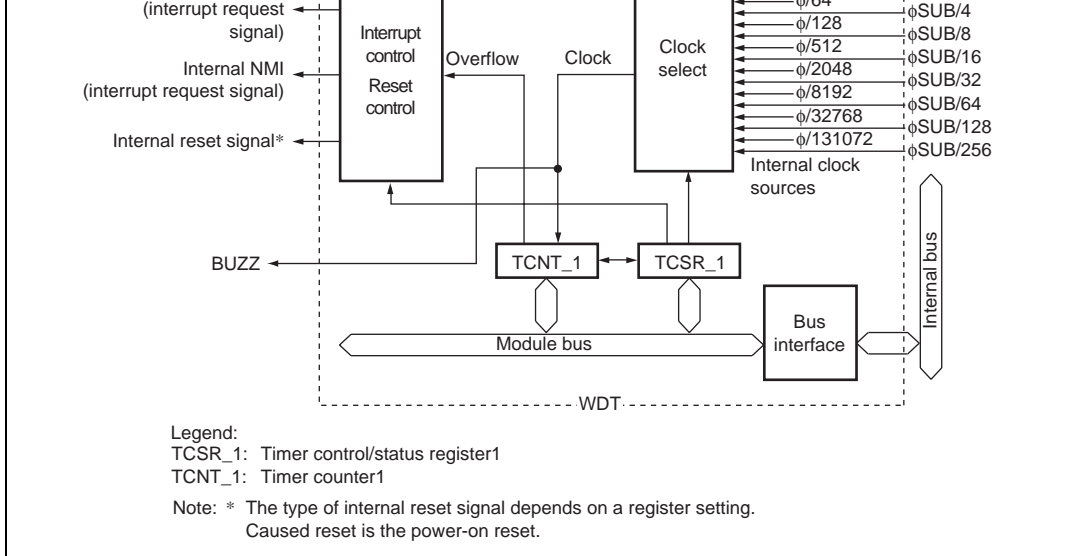 (interrupt request
signal)
Internal NMI
(interrupt request signal)
Internal reset signal*
BUZZ
Interrupt
control
Reset
control
Overflow
Clock
Clock
select
ϕ/64
ϕ/128
ϕ/512
ϕ/2048
ϕ/8192
ϕ/32768
ϕ/131072
Internal clock
sources
ϕSUB/4
ϕSUB/8
ϕSUB/16
ϕSUB/32
ϕSUB/64
ϕSUB/128
ϕSUB/256
TCNT_1
TCSR_1
Module bus
Bus
interface
Internal bus
WDT
Legend:
TCSR_1: Timer control/status register1
TCNT_1: Timer counter1
Note: * The type of internal reset signal depends on a register setting.
Caused reset is the power-on reset.